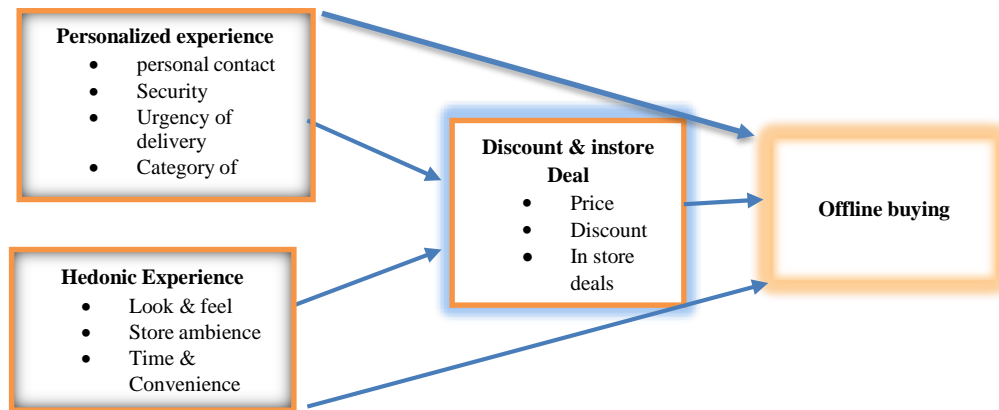 Personalized experience
• personal contact
• Security
• Urgency of
delivery
• Category of
Hedonic Experience
• Look & feel
• Store ambience
• Time &
Convenience
Discount & instore
Deal
• Price
• Discount
• In store
deals
Offline buying